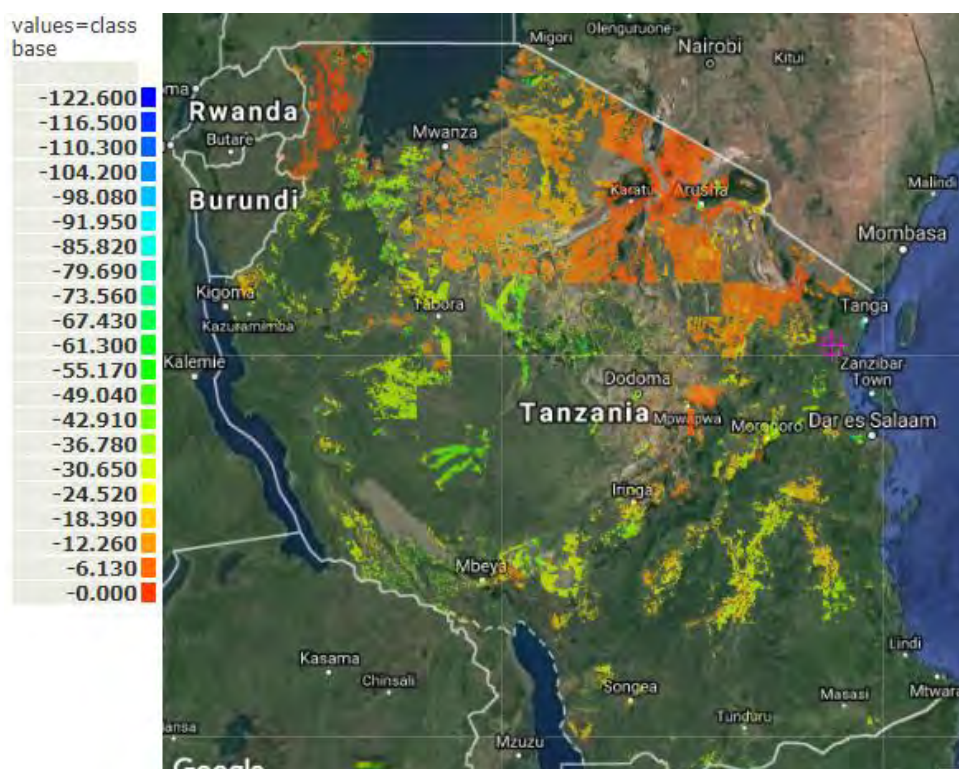 values=class
base
-122.600
-116.500
-110.300
-104.200
-98.080
-91.950
-85.820
-79.690
-73.560
-67.430
-61.300
-55.170
-49.040
-42.910
-36.780
-30.650
-24.520
-18.390
-12.260
-6.130
-0.000
Olenguruone
Migori
Nairobi
Kitui
oma
Rwanda
Butare
Mwanza
Burundi
Karatu
Arusha
Malindi
Mombasa
Kigoma
Kazuramimba
Tabora
Tanga
Kalemie
Zanzibar
Town
Dodoma
Tanzania
Mpwapwa
Morogoro
Dar es Salaam
Iringa
Mbeya
Kasama
Chinsali
Lindi
Songea
Masasi
Mtwara
Tunduru
ansa
Mzuzu
Google